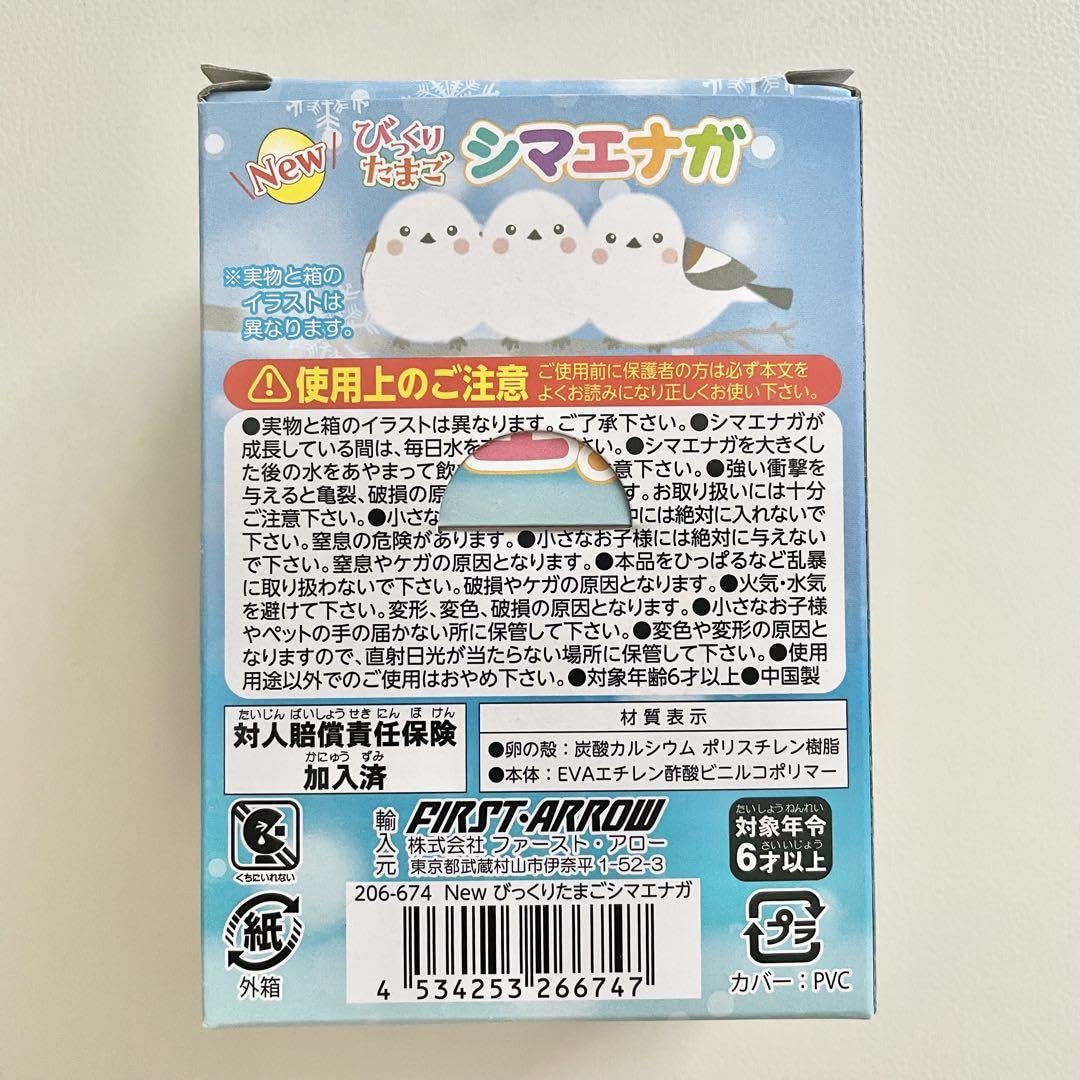 New
びっくり
たまご
シマエナガ
※実物と箱の
イラストは
異なります。
使用上のご注意
ご使用前に保護者の方は必ず本文を
よくお読みになり正しくお使い下さい。
●実物と箱のイラストは異なります。ご了承下さい。●シマエナガが
成長している間は、毎日水を さい。●シマエナガを大きくし
た後の水をあやまって飲 意下さい。●強い衝撃を
与えると亀裂、破損の原 す。お取り扱いには十分
ご注意下さい。●小さな 中には絶対に入れないで
下さい。窒息の危険があります。●小さなお子様には絶対に与えない
で下さい。窒息やケガの原因となります。●本品をひっぱるなど乱暴
に取り扱わないで下さい。破損やケガの原因となります。●火気・水気
を避けて下さい。変形、変色、破損の原因となります。●小さなお子様
やペットの手の届かない所に保管して下さい。●変色や変形の原因と
なりますので、直射日光が当たらない場所に保管して下さい。●使用
用途以外でのご使用はおやめ下さい。●対象年齢6才以上●中国製
たいじん ばいしょう せき にん ほ けん
対人賠償責任保険
かにゅう ずみ
加入済
材質表示
●卵の殻：炭酸カルシウム ポリスチレン樹脂
●本体：EVAエチレン酢酸ビニルコポリマー
くちにいれない
輸入元
FIRST・ARROW
株式会社 ファースト・アロー
東京都武蔵村山市伊奈平1-52-3
たいしょうねんれい
対象年令
さいいじょう
6才以上
紙
外箱
206-674 New びっくりたまごシマエナガ
4 534253 266747
プラ
カバー：PVC